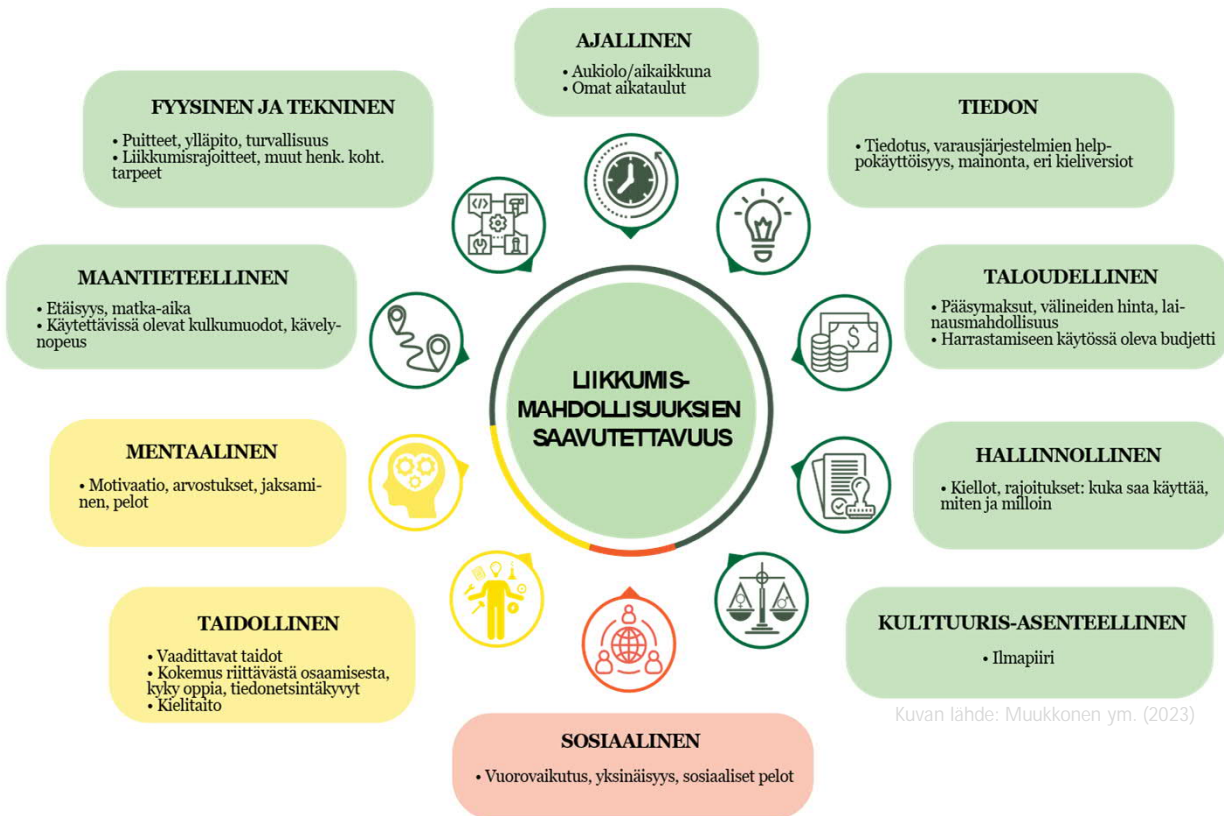 AJALLINEN
• Aukiolo/aikaikkuna
• Omat aikataulut
FYYSINEN JA TEKNINEN
• Puitteet, ylläpito, turvallisuus
• Liikkumisrajoitteet, muut henk. koht.
tarpeet
TIEDON
• Tiedotus, varausjärjestelmien help-
pokäyttöisyys, mainonta, eri kieliversiot
MAANTIETEELLINEN
• Etäisyys, matka-aika
• Käytettävissä olevat kulkumuodot, kävely-
nopeus
TALOUDELLINEN
• Pääsymaksut, välineiden hinta, lai-
nausmahdollisuus
• Harrastamiseen käytössä oleva budjetti
LIIKKUMIS-
MAHDOLLISUUKSIEN
SAAVUTETTAVUUS
MENTAALINEN
• Motivaatio, arvostukset, jaksami-
nen, pelot
HALLINNOLLINEN
• Kiellot, rajoitukset: kuka saa käyttää,
miten ja milloin
TAIDOLLINEN
• Vaadittavat taidot
• Kokemus riittävästä osaamisesta,
kyky oppia, tiedonetsintäkyvyt
• Kielitaito
KULTTUURIS-ASENTEELLINEN
• Ilmapiiri
Kuvan lähde: Muukkonen ym. (2023)
SOSIAALINEN
• Vuorovaikutus, yksinäisyys, sosiaaliset pelot